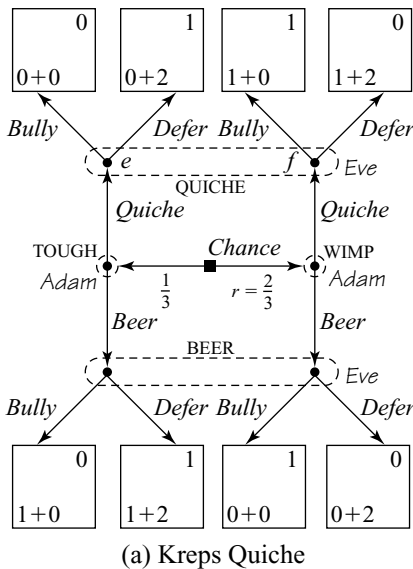 0 1 1 0
0+0 0+2 1+0 1+2
Bully Defer Bully Defer
e f Eve
QUICHE
Quiche Quiche
TOUGH Chance WIMP
Adam 1/3 r = 2/3 Adam
Beer Beer
BEER
Eve
Bully Defer Bully Defer
0 1 1 0
1+0 1+2 0+0 0+2
(a) Kreps Quiche